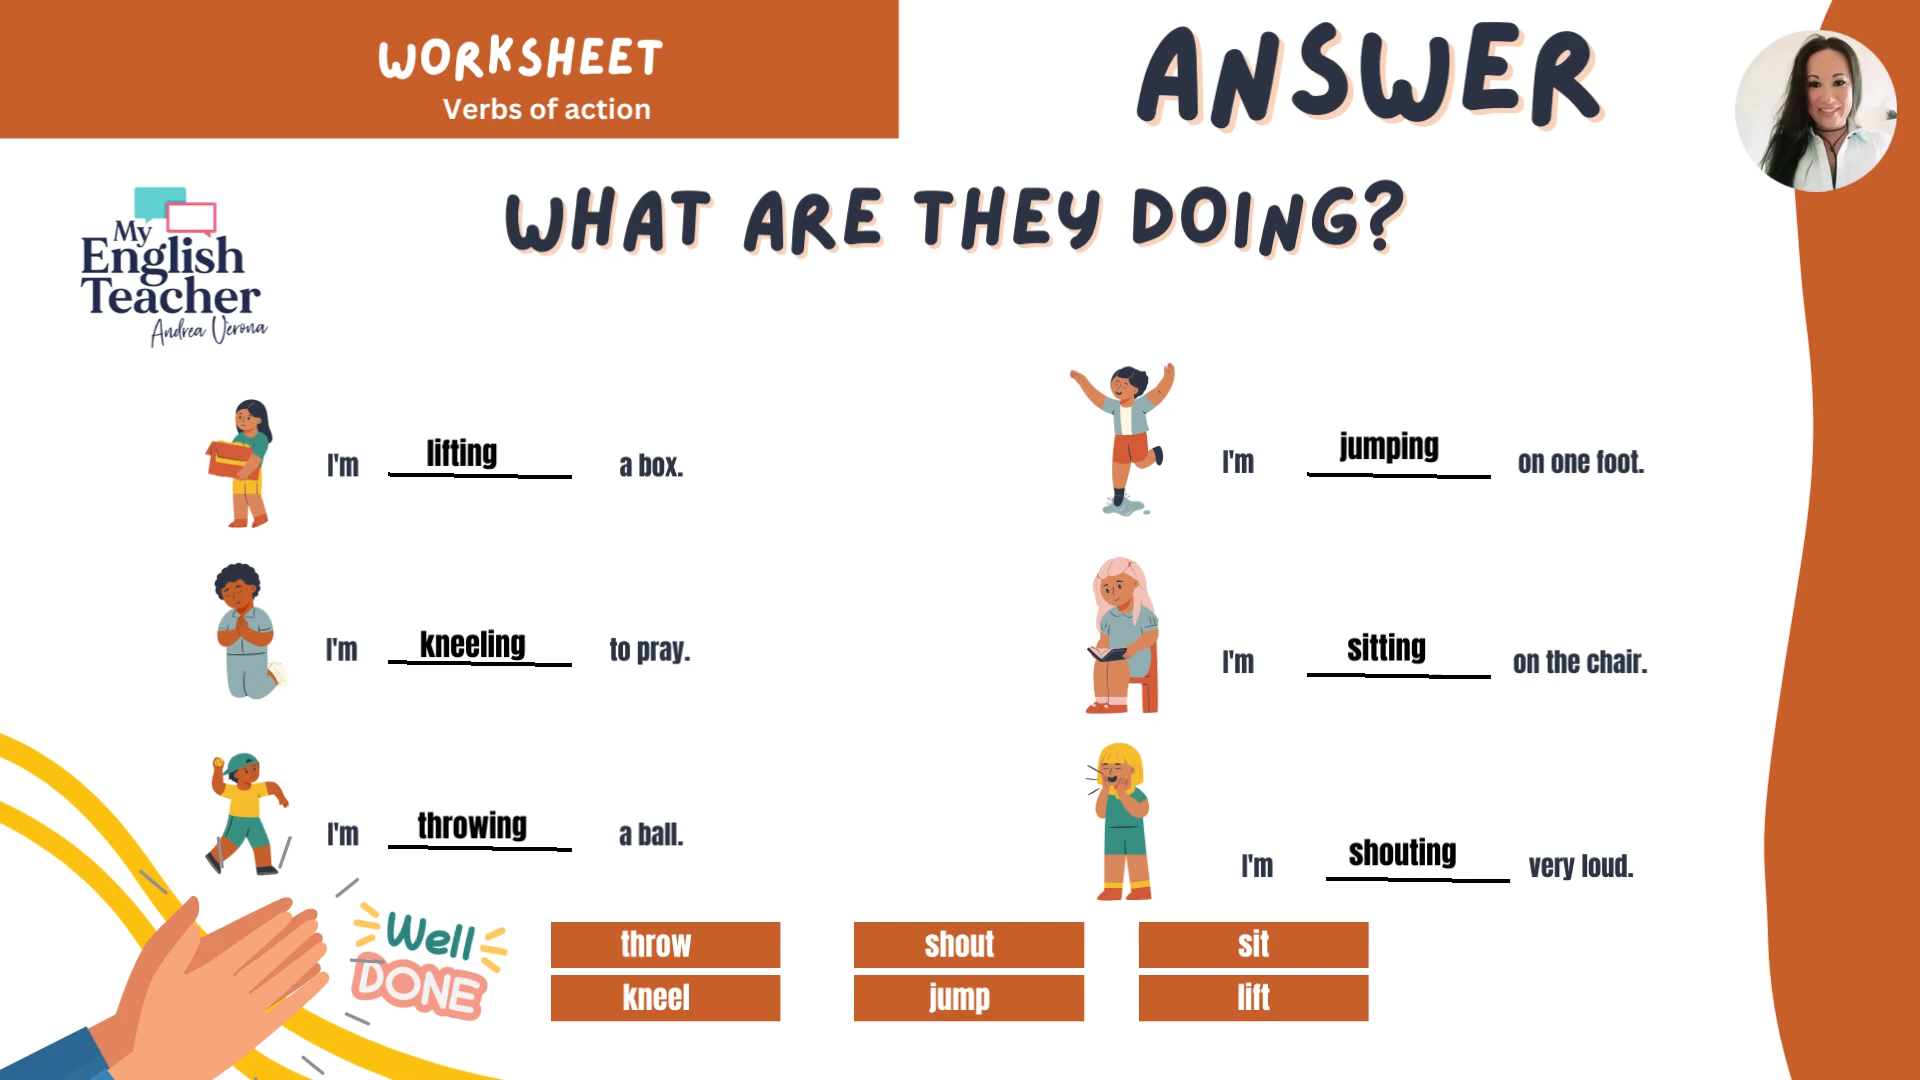 WORKSHEET
Verbs of action
ANSWER
My
English
Teacher
Andrea Verona
WHAT ARE THEY DOING?
I'm lifting a box.
I'm jumping on one foot.
I'm kneeling to pray.
I'm sitting on the chair.
I'm throwing a ball.
I'm shouting very loud.
Well
DONE
throw shout sit
kneel jump lift